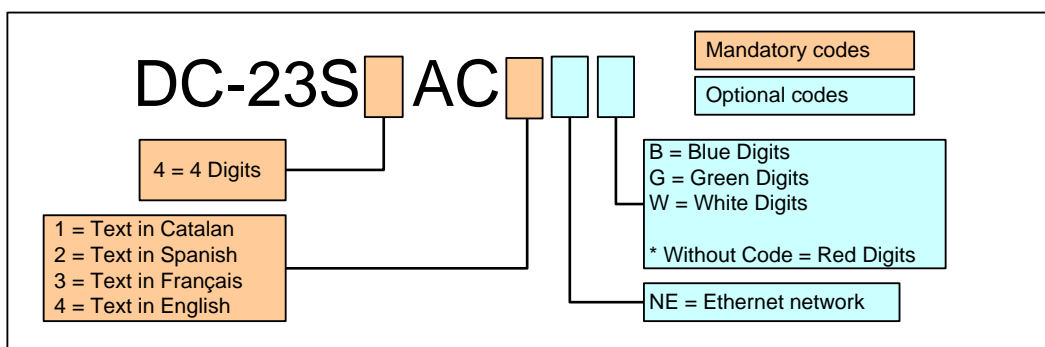 DC-23S AC
Mandatory codes
Optional codes
4 = 4 Digits
1 = Text in Catalan
2 = Text in Spanish
3 = Text in Français
4 = Text in English
B = Blue Digits
G = Green Digits
W = White Digits
* Without Code = Red Digits
NE = Ethernet network